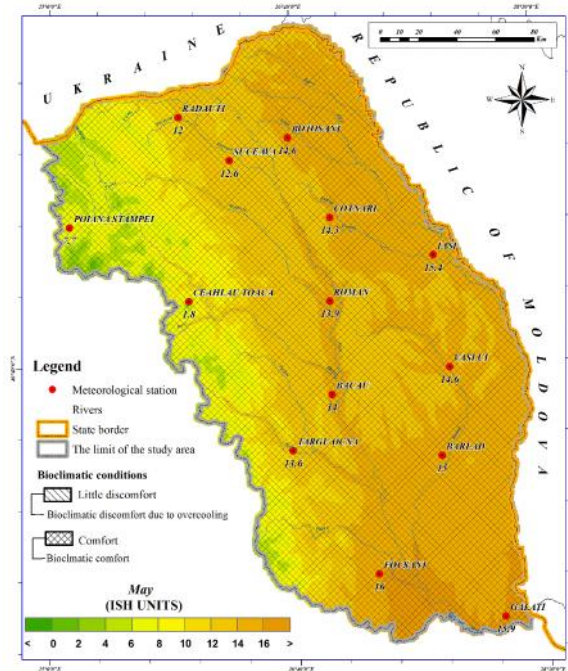 UKRAINE
REPUBLIC OF MOLDOVA
0 20 40 60 80
Km
N
W E
S
RADAUTI
12
BOTOSANI
14,6
SUCEAVA
12,6
COTNARI
14,3
POIANA STAMPEI
IASI
15,4
CEAHLAU TOACA
1,8
ROMAN
13,9
VASLUI
14,6
BACAU
14
TARGU OCNA
13,6
BARLAD
15
FOCSANI
16
GALATI
15,9
Legend
Meteorological station
Rivers
State border
The limit of the study area
Bioclimatic conditions
Little discomfort
Bioclimatic discomfort due to overcooling
Comfort
Bioclmatic comfort
May
(ISH UNITS)
< 0 2 4 6 8 10 12 14 16 >